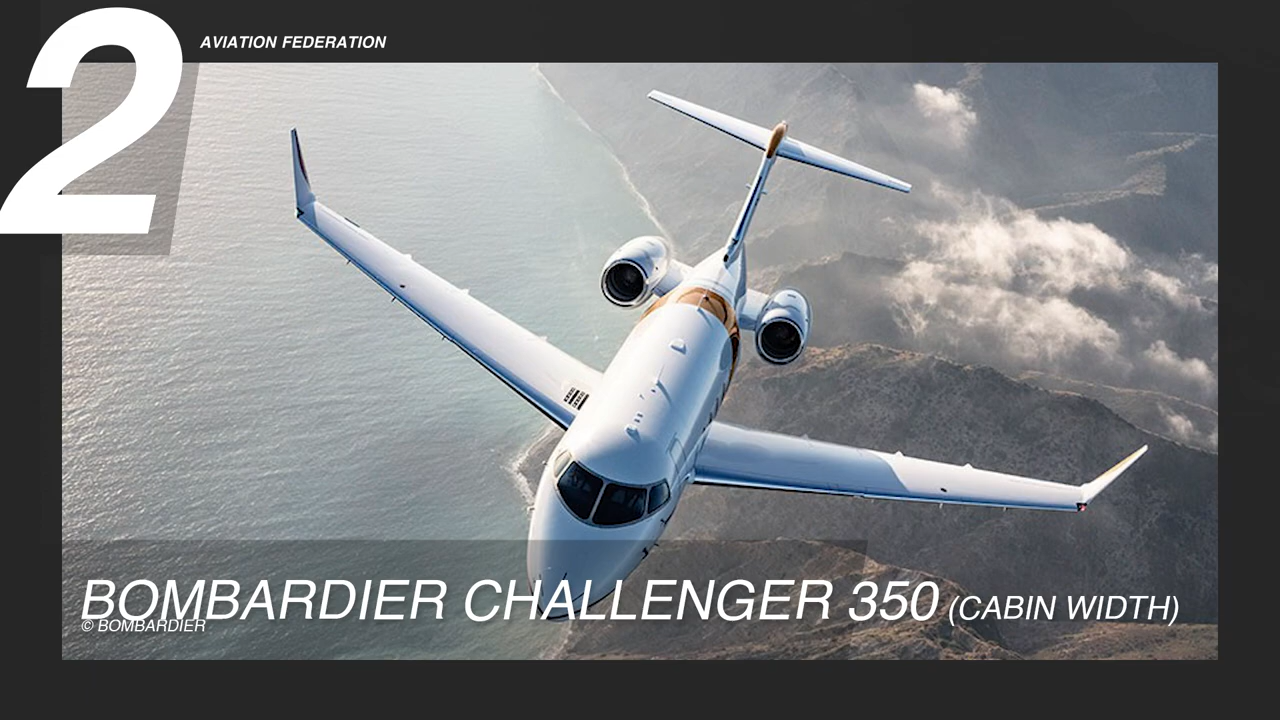 2
AVIATION FEDERATION
BOMBARDIER CHALLENGER 350 (CABIN WIDTH)
© BOMBARDIER